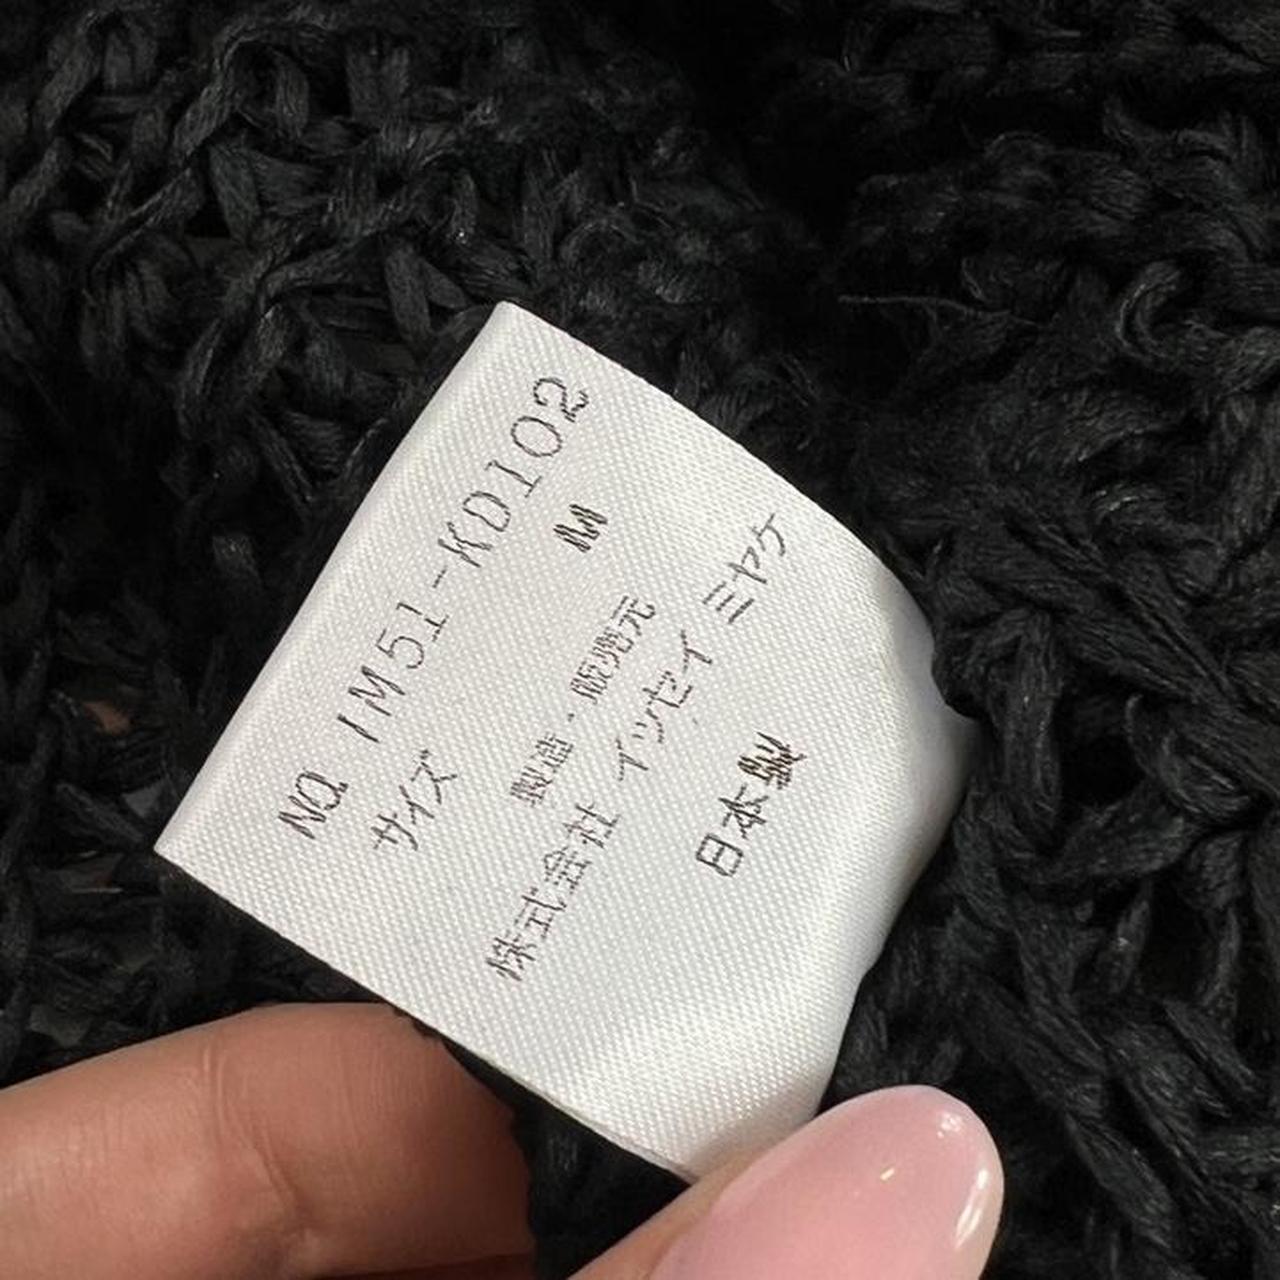 NO. IM51-KD102
サイズ M
製造・販売元
株式会社 イッセイ ミヤケ
日本製